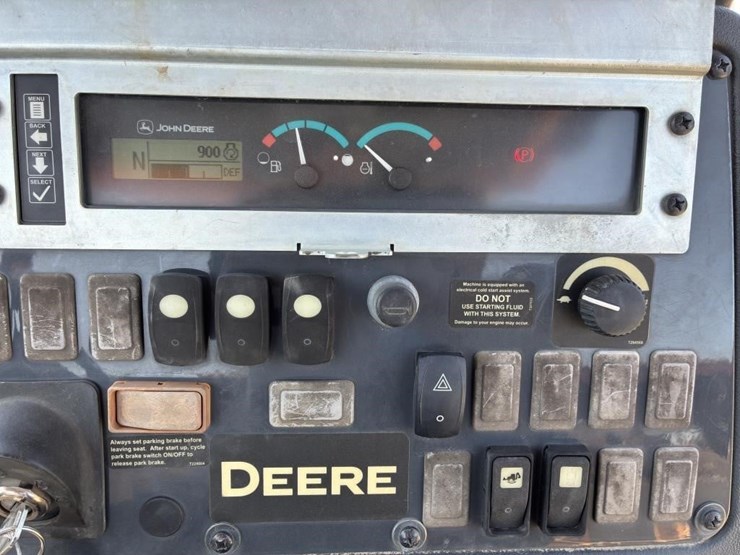 MENU
BACK
NEXT
SELECT
JOHN DEERE
N 900
DEF
P
Machine is equipped with an
electrical cold start assist system.
DO NOT
USE STARTING FLUID
WITH THIS SYSTEM.
Damage to your engine may occur.
Always set parking brake before
leaving seat. After start up, cycle
park brake switch ON/OFF to
release park brake.
DEERE